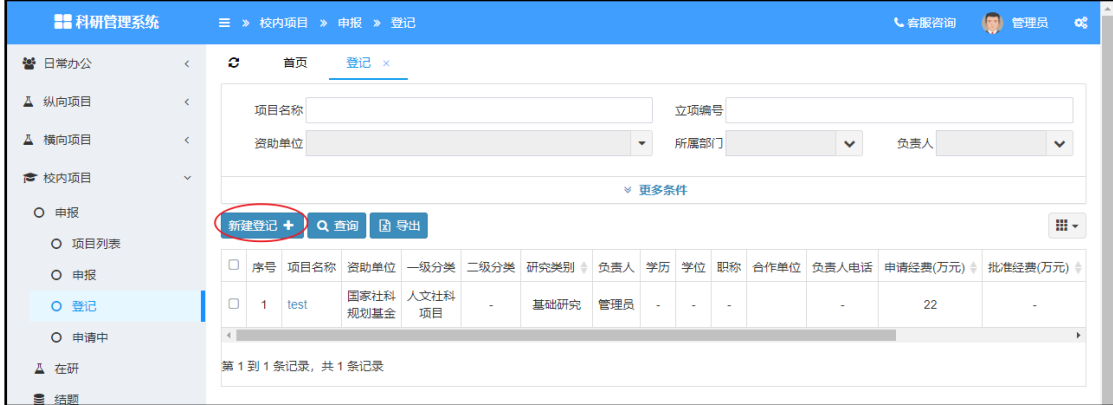 科研管理系统
» 校内项目 » 申报 » 登记
客服咨询
管理员
日常办公
纵向项目
横向项目
校内项目
申报
项目列表
申报
登记
申请中
在研
结题
首页 登记 ×
项目名称 立项编号
资助单位 所属部门 负责人
更多条件
新建登记 + 查询 导出
序号 项目名称 资助单位 一级分类 二级分类 研究类别 负责人 学历 学位 职称 合作单位 负责人电话 申请经费(万元) 批准经费(万元)
1 test 国家社科规划基金 人文社科项目 - 基础研究 管理员 - - - - 22 -
第 1 到 1 条记录，共 1 条记录